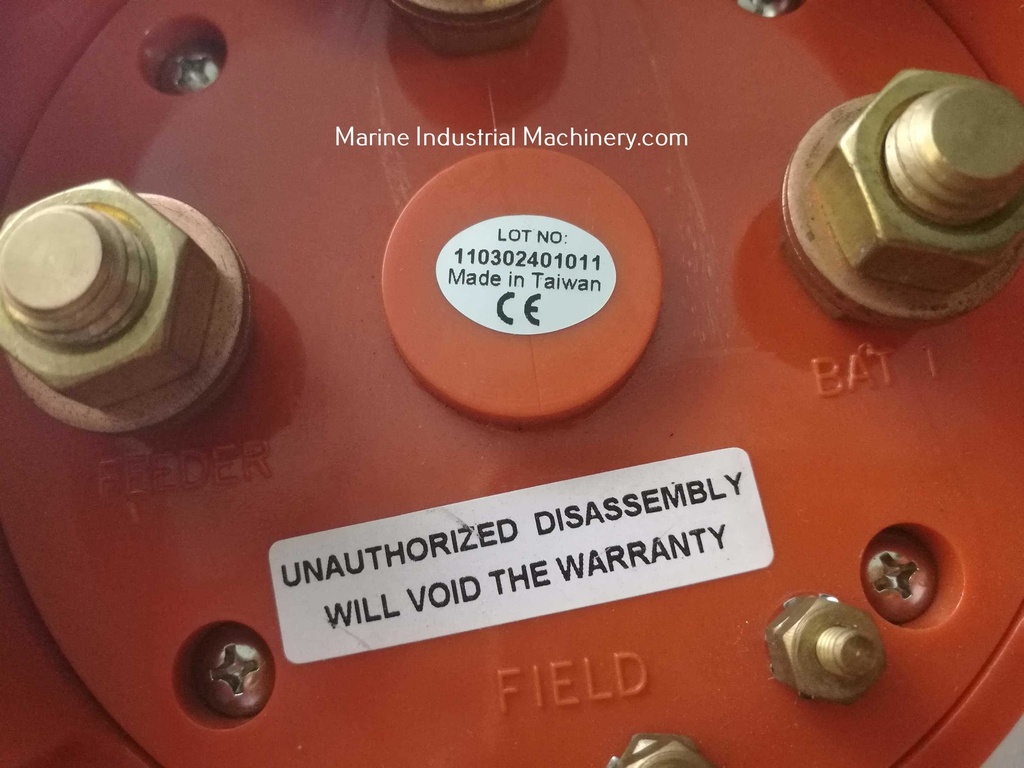 Marine Industrial Machinery.com
LOT NO:
110302401011
Made in Taiwan
CE
BAT 1
FEEDER
UNAUTHORIZED DISASSEMBLY
WILL VOID THE WARRANTY
FIELD